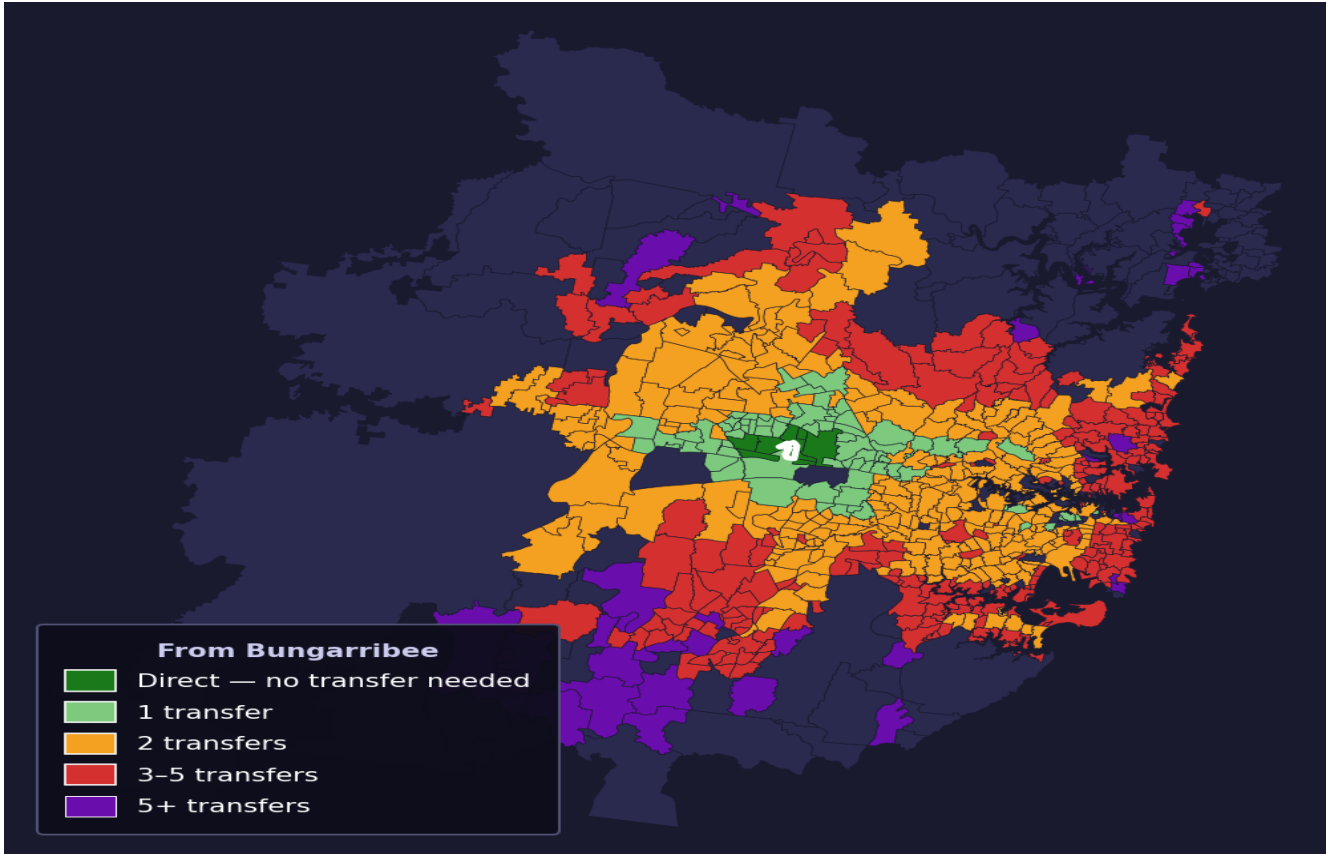 From Bungarribee
Direct — no transfer needed
1 transfer
2 transfers
3–5 transfers
5+ transfers